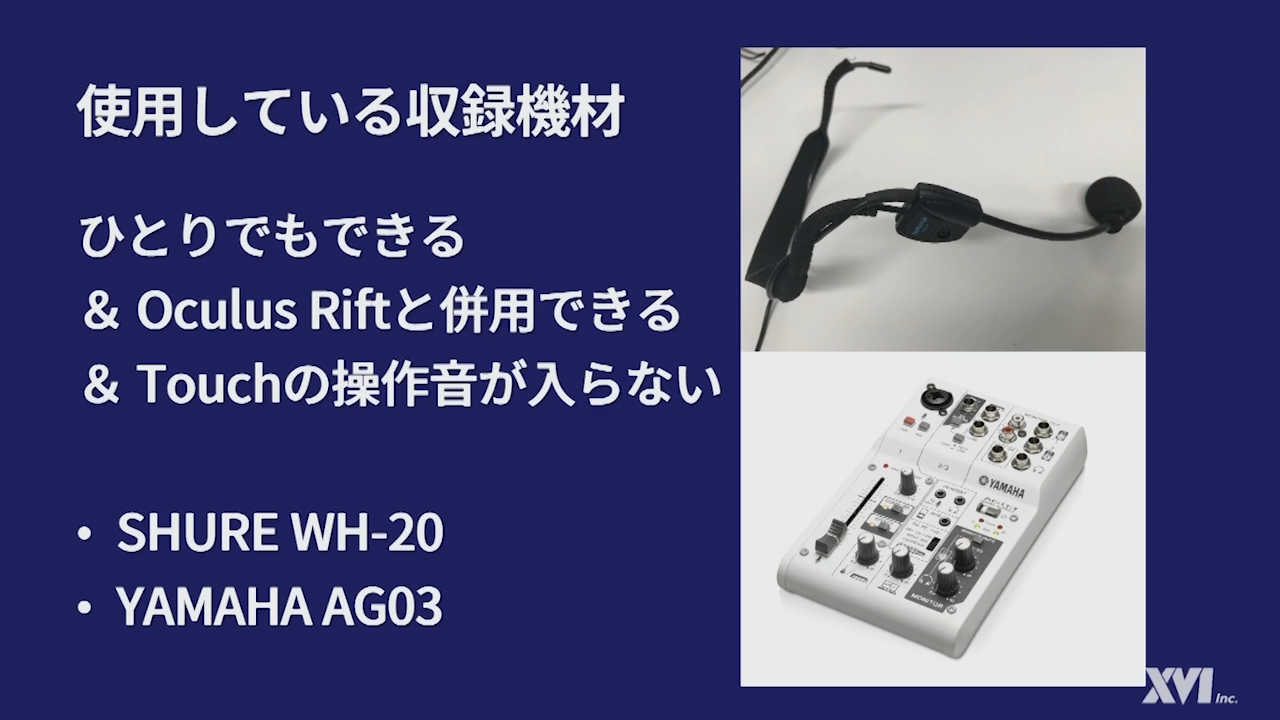 使用している収録機材
ひとりでもできる
& Oculus Riftと併用できる
& Touchの操作音が入らない
• SHURE WH-20
• YAMAHA AG03
YAMAHA
MONITOR
XVI Inc.